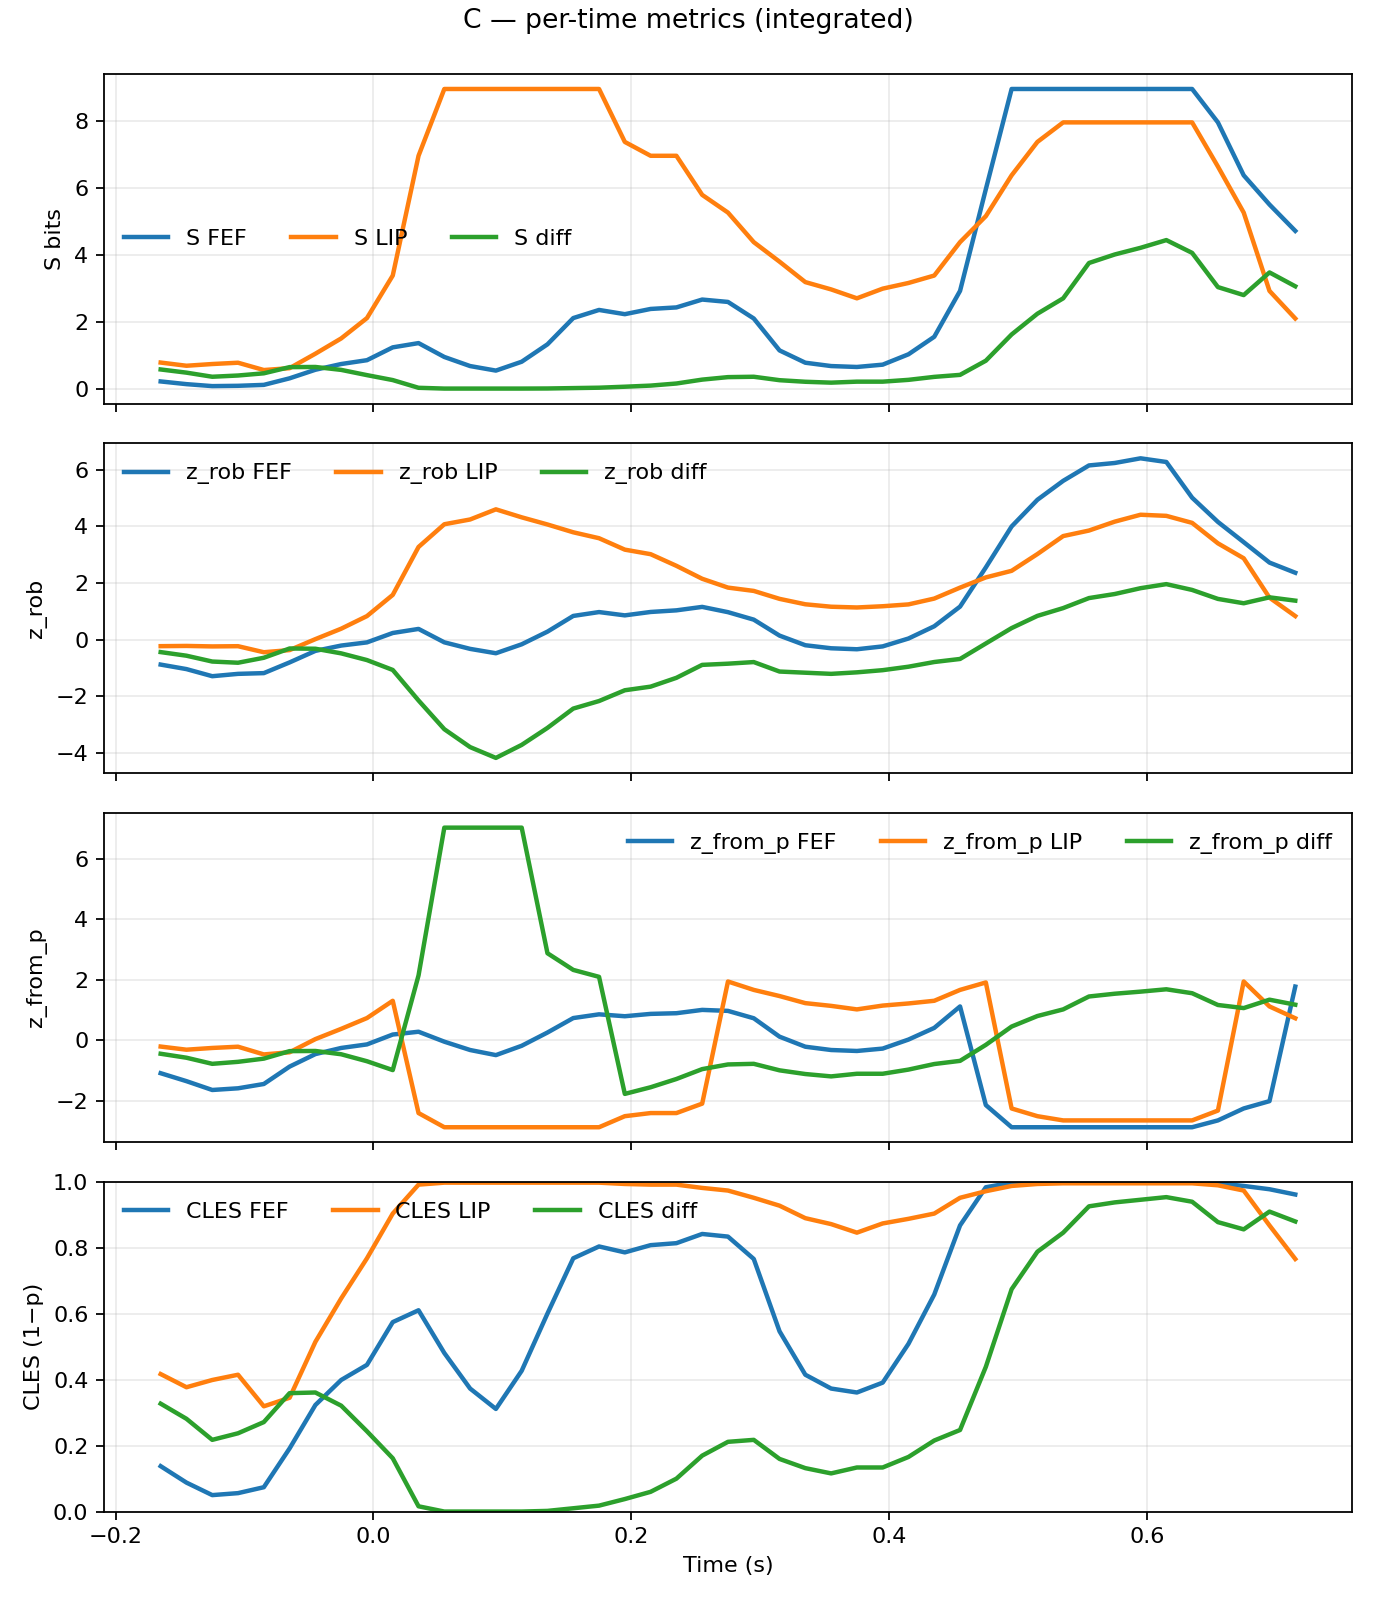 C — per-time metrics (integrated)
8
6
4
2
0
S bits
S FEF S LIP S diff
6
4
2
0
−2
−4
z_rob
z_rob FEF z_rob LIP z_rob diff
6
4
2
0
−2
z_from_p
z_from_p FEF z_from_p LIP z_from_p diff
1.0
0.8
0.6
0.4
0.2
0.0
CLES (1−p)
CLES FEF CLES LIP CLES diff
−0.2 0.0 0.2 0.4 0.6
Time (s)